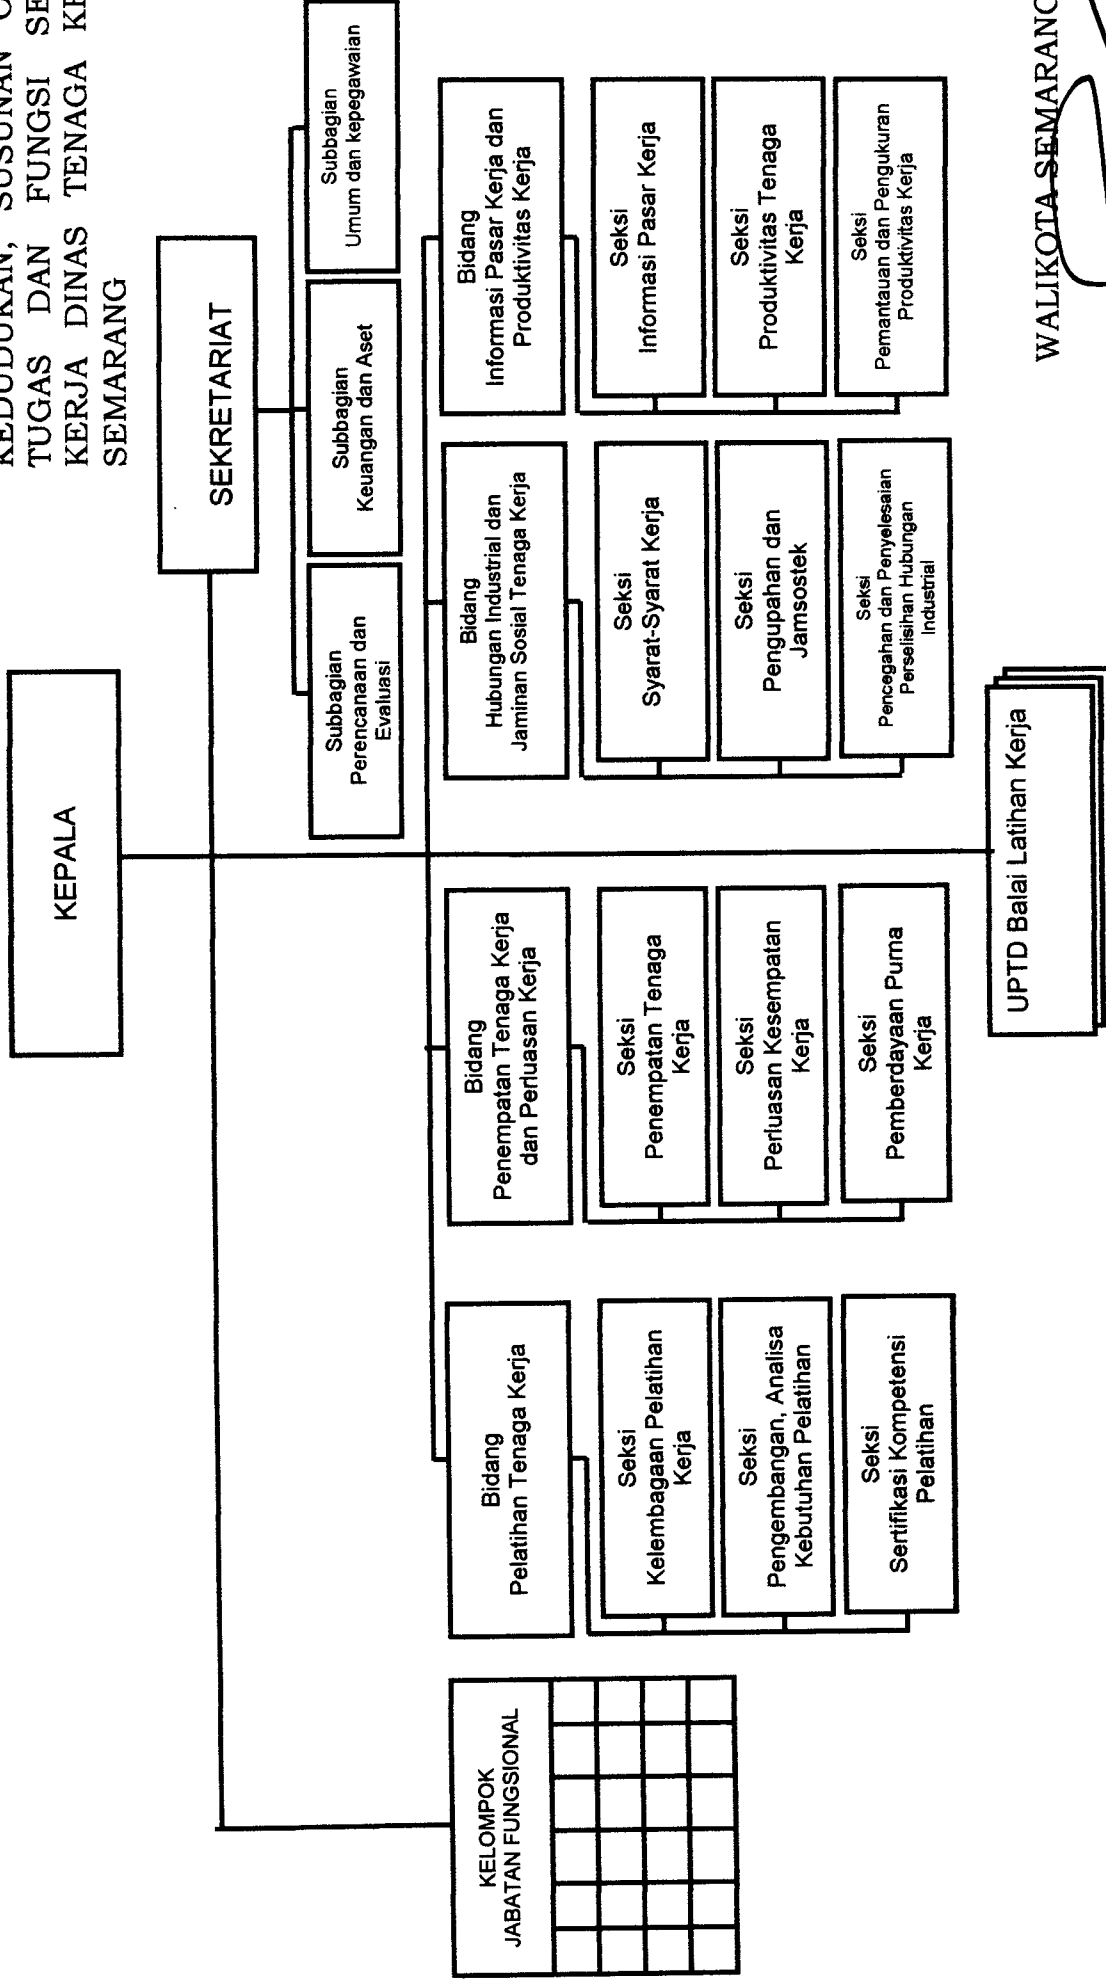 TUGAS DAN FUNGSI
KERJA DINAS TENAGA
SEMARANG
KEPALA
SEKRETARIAT
Subbagian
Perencanaan dan
Evaluasi
Subbagian
Keuangan dan Aset
Subbagian
Umum dan kepegawaian
KELOMPOK
JABATAN FUNGSIONAL
Bidang
Pelatihan Tenaga Kerja
Seksi
Kelembagaan Pelatihan
Kerja
Seksi
Pengembangan, Analisa
Kebutuhan Pelatihan
Seksi
Sertifikasi Kompetensi
Pelatihan
Bidang
Penempatan Tenaga Kerja
dan Perluasan Kerja
Seksi
Penempatan Tenaga
Kerja
Seksi
Perluasan Kesempatan
Kerja
Seksi
Pemberdayaan Purna
Kerja
Bidang
Hubungan Industrial dan
Jaminan Sosial Tenaga Kerja
Seksi
Syarat-Syarat Kerja
Seksi
Pengupahan dan
Jamsostek
Seksi
Pencegahan dan Penyelesaian
Perselisihan Hubungan
Industrial
Bidang
Informasi Pasar Kerja dan
Produktivitas Kerja
Seksi
Informasi Pasar Kerja
Seksi
Produktivitas Tenaga
Kerja
Seksi
Pemantauan dan Pengukuran
Produktivitas Kerja
UPTD Balai Latihan Kerja
WALIKOTA SEMARANG